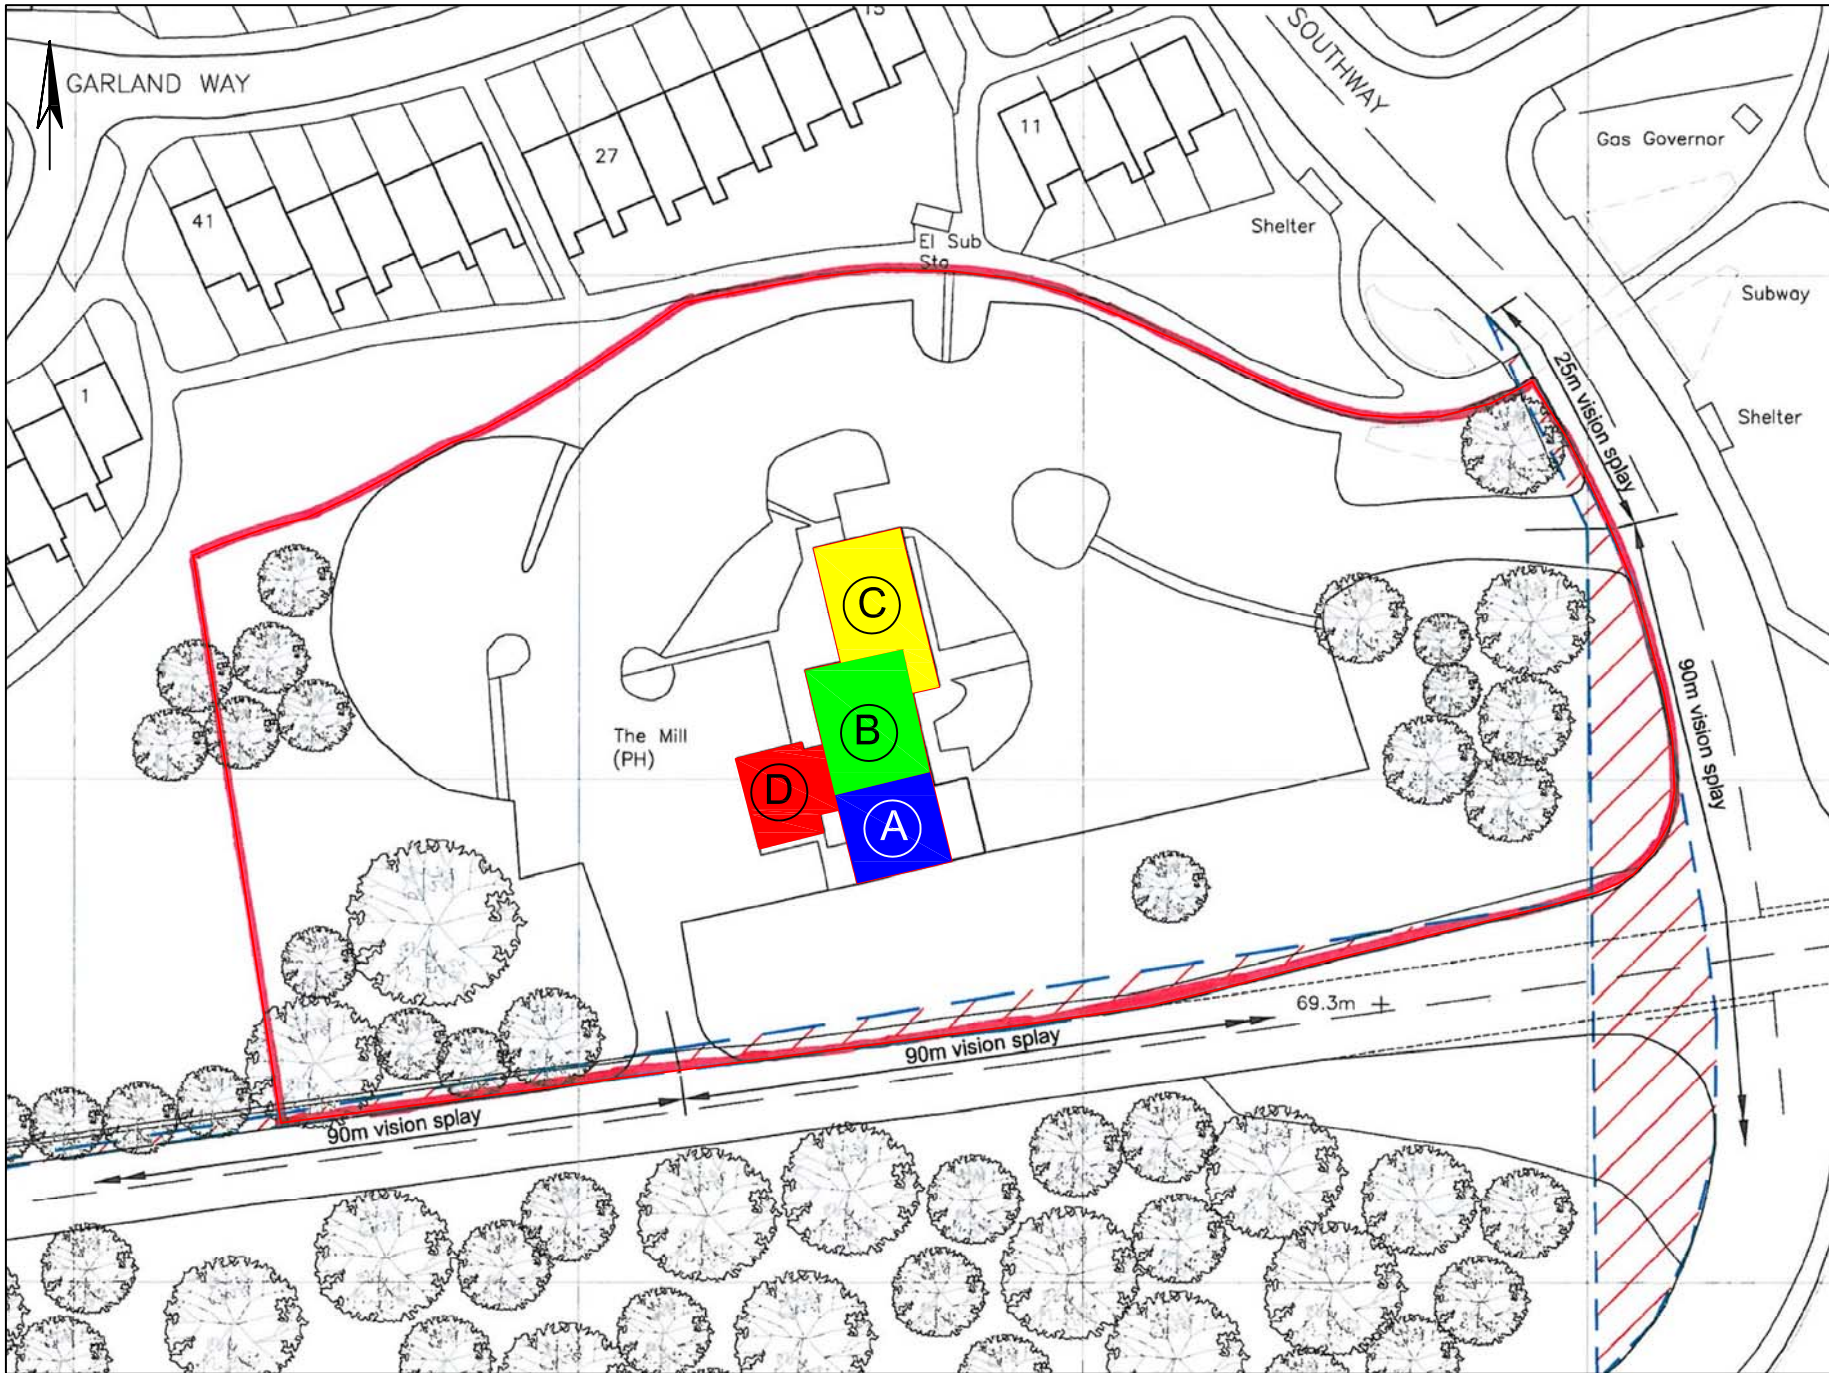 15
SOUTHWAY
GARLAND WAY
11
Gas Governor
27
41
Shelter
El Sub
Sta
Subway
25m vision splay
1
Shelter
C
The Mill
(PH)
B
90m vision splay
D
A
69.3m
90m vision splay
90m vision splay